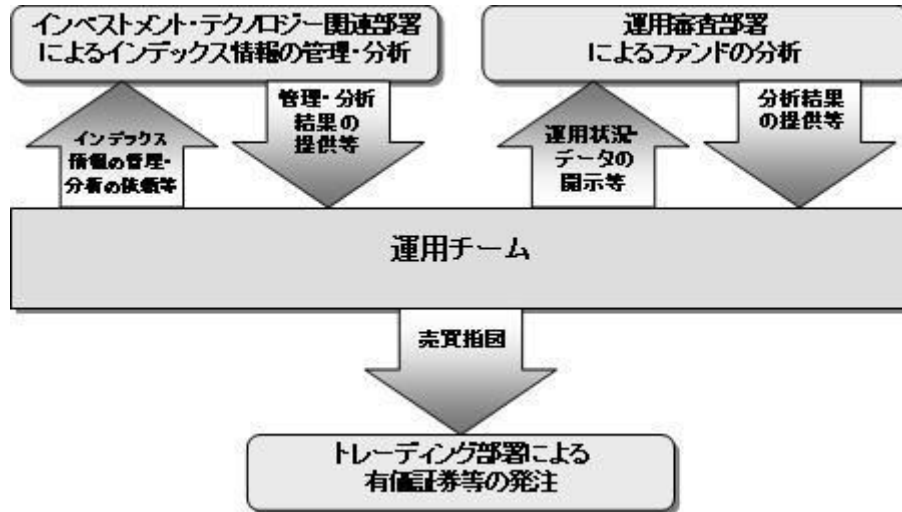 インベストメント・テクノロジー関連部署
によるインデックス情報の管理・分析
運用審査部署
によるファンドの分析
インデックス
情報の管理・
分析の依頼等
管理・分析
結果の
提供等
運用状況・
データの
開示等
分析結果
の提供等
運用チーム
売買指図
トレーディング部署による
有価証券等の発注